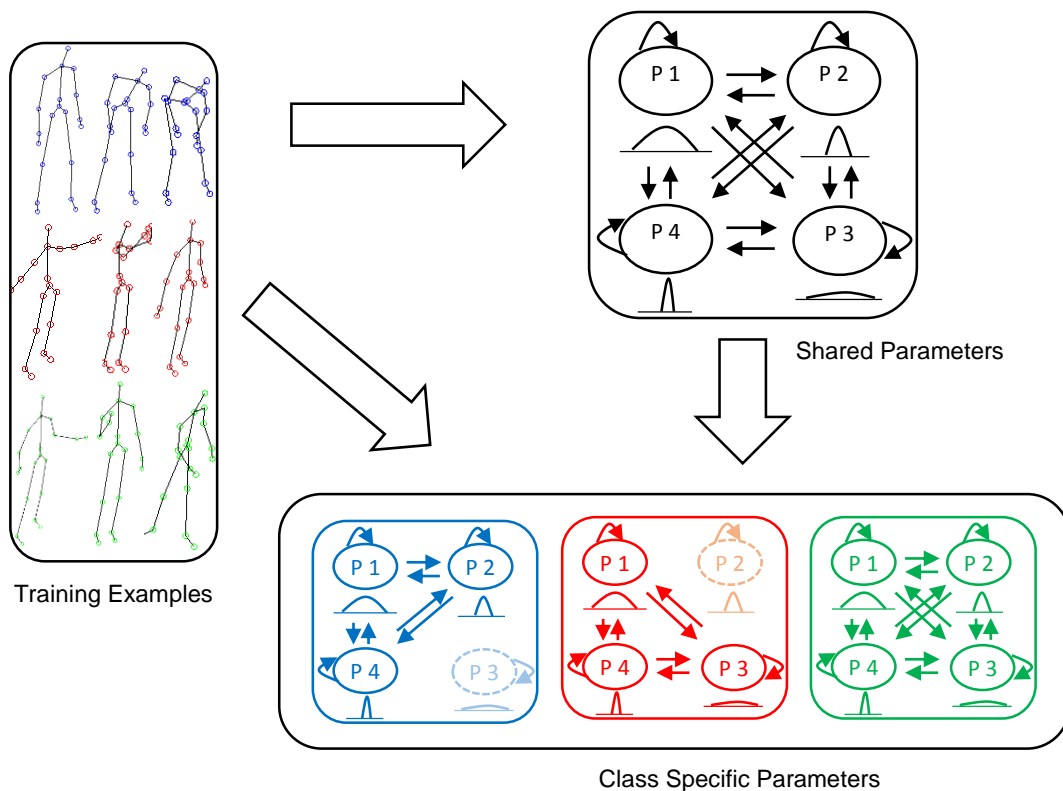 P 1
P 2
P 4
P 3
Shared Parameters
Training Examples
P 1
P 2
P 4
P 3
P 1
P 2
P 4
P 3
P 1
P 2
P 4
P 3
Class Specific Parameters